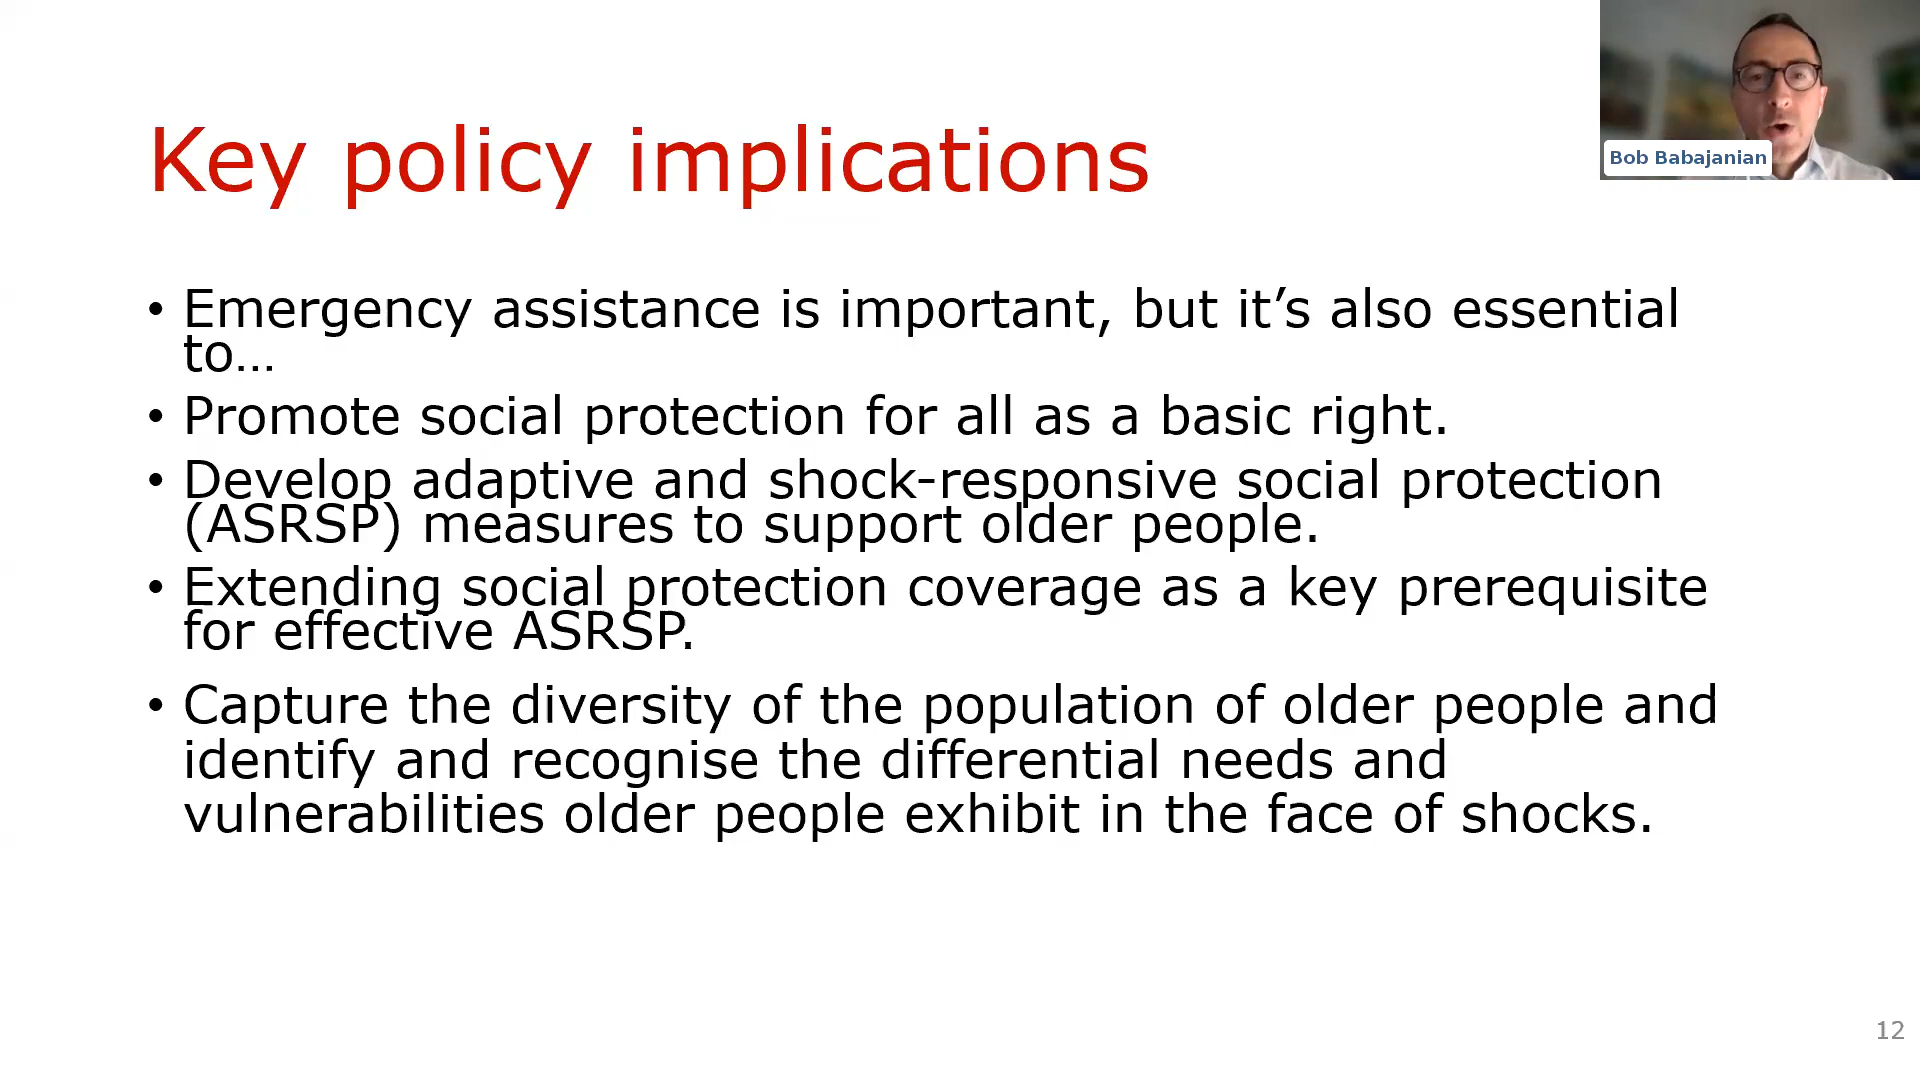 Key policy implications
Bob Babajanian
• Emergency assistance is important, but it’s also essential
to…
• Promote social protection for all as a basic right.
• Develop adaptive and shock-responsive social protection
(ASRSP) measures to support older people.
• Extending social protection coverage as a key prerequisite
for effective ASRSP.
• Capture the diversity of the population of older people and
identify and recognise the differential needs and
vulnerabilities older people exhibit in the face of shocks.
12